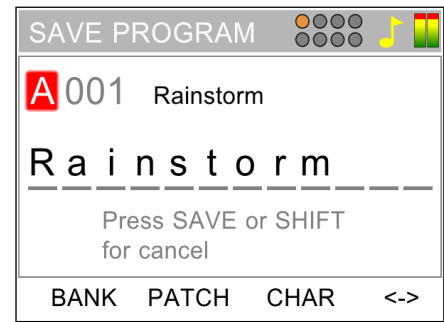 SAVE PROGRAM
A 001 Rainstorm
Rainstorm
Press SAVE or SHIFT
for cancel
BANK PATCH CHAR <->